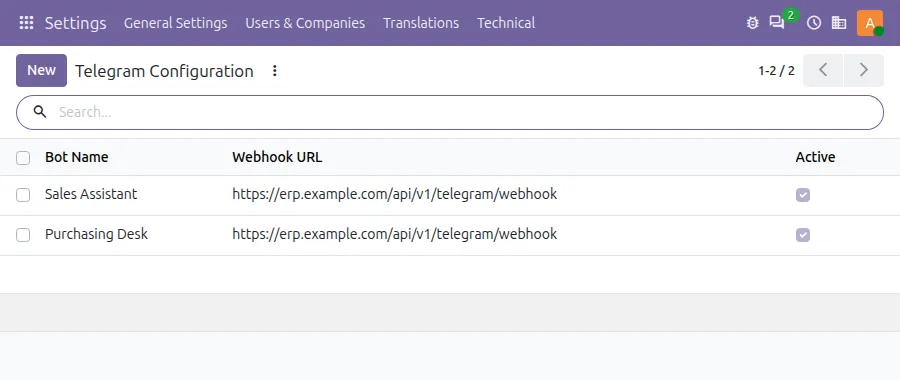 Settings General Settings Users & Companies Translations Technical 2 A
New Telegram Configuration 1-2 / 2
Search...
Bot Name Webhook URL Active
Sales Assistant https://erp.example.com/api/v1/telegram/webhook
Purchasing Desk https://erp.example.com/api/v1/telegram/webhook